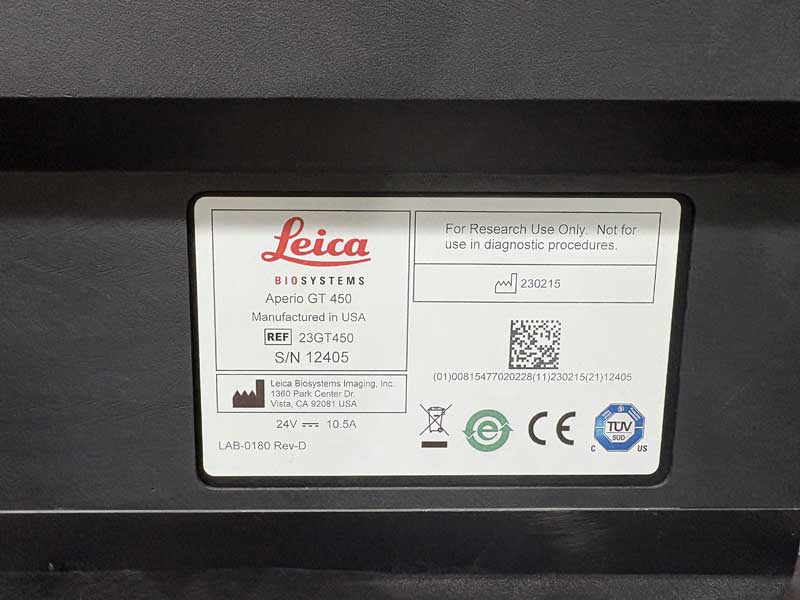 Leica
BIOSYSTEMS
Aperio GT 450
Manufactured in USA
REF 23GT450
S/N 12405
Leica Biosystems Imaging, Inc.
1360 Park Center Dr.
Vista, CA 92081 USA
24V ⎓ 10.5A
LAB-0180 Rev-D
For Research Use Only. Not for
use in diagnostic procedures.
230215
(01)00815477020228(11)230215(21)12405
e
CE
TÜV
SÜD
C US